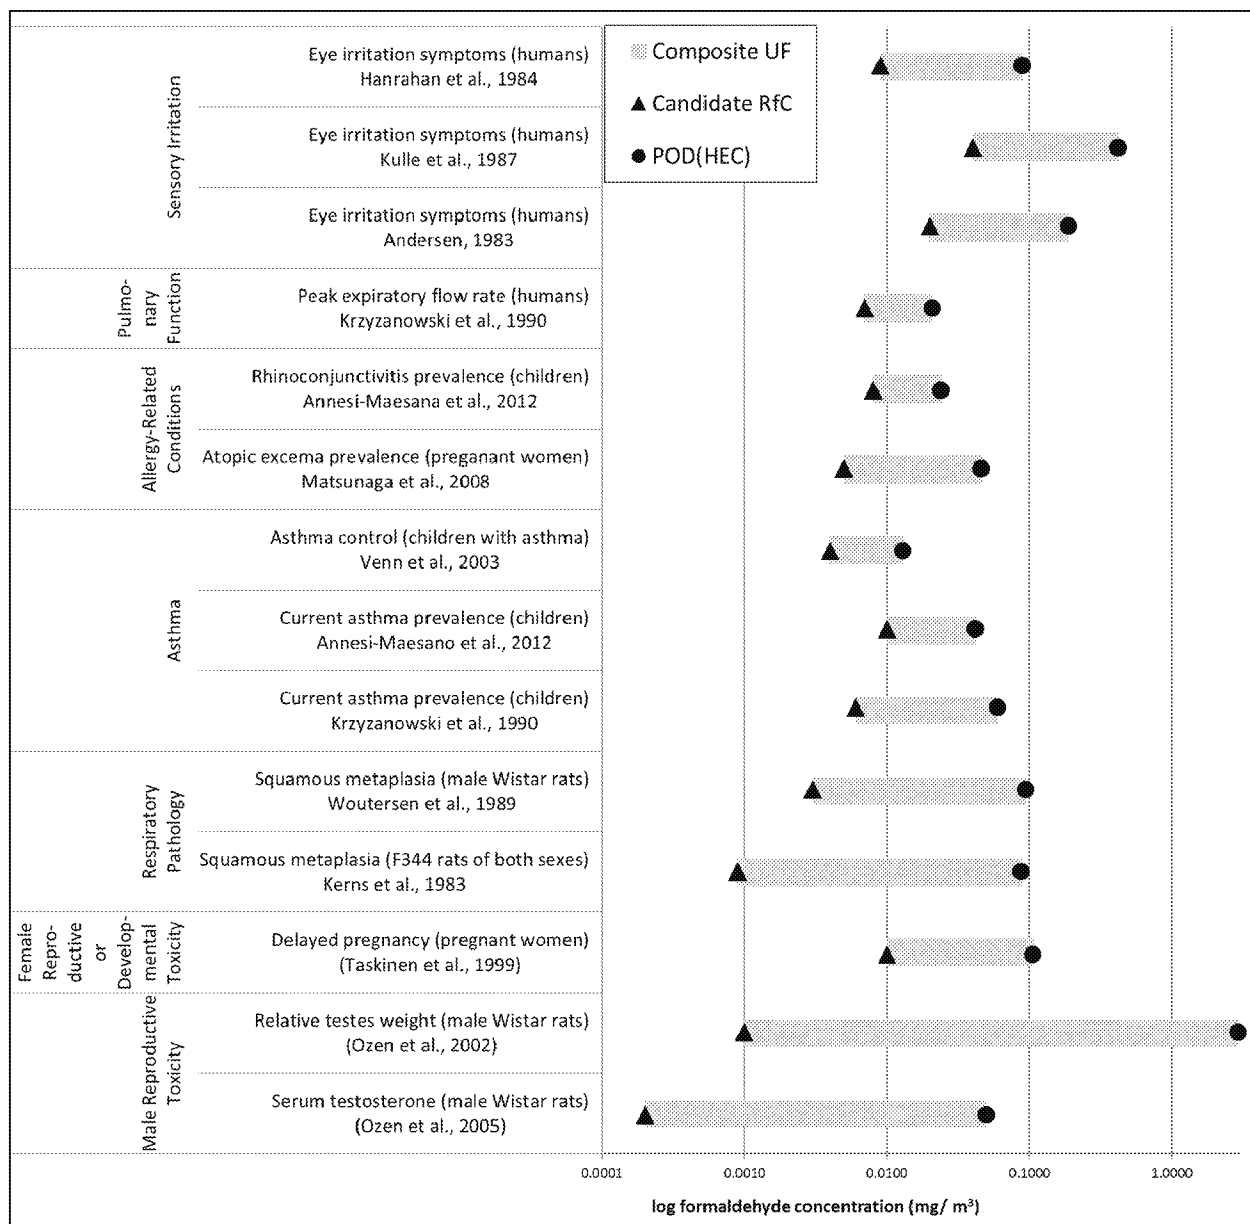 Composite UF
Candidate RfC
POD(HEC)
Sensory Irritation
Eye irritation symptoms (humans)
Hanrahan et al., 1984
Eye irritation symptoms (humans)
Kulle et al., 1987
Eye irritation symptoms (humans)
Andersen, 1983
Pulmo-
nary
Function
Peak expiratory flow rate (humans)
Krzyzanowski et al., 1990
Allergy-Related
Conditions
Rhinoconjunctivitis prevalence (children)
Annesi-Maesana et al., 2012
Atopic excema prevalence (preganant women)
Matsunaga et al., 2008
Asthma
Asthma control (children with asthma)
Venn et al., 2003
Current asthma prevalence (children)
Annesi-Maesano et al., 2012
Current asthma prevalence (children)
Krzyzanowski et al., 1990
Respiratory
Pathology
Squamous metaplasia (male Wistar rats)
Woutersen et al., 1989
Squamous metaplasia (F344 rats of both sexes)
Kerns et al., 1983
Female
Repro-
ductive
or
Develop-
mental
Toxicity
Delayed pregnancy (pregnant women)
(Taskinen et al., 1999)
Male Reproductive
Toxicity
Relative testes weight (male Wistar rats)
(Ozen et al., 2002)
Serum testosterone (male Wistar rats)
(Ozen et al., 2005)
0.0001
0.0010
0.0100
0.1000
1.0000
log formaldehyde concentration (mg/ m³)